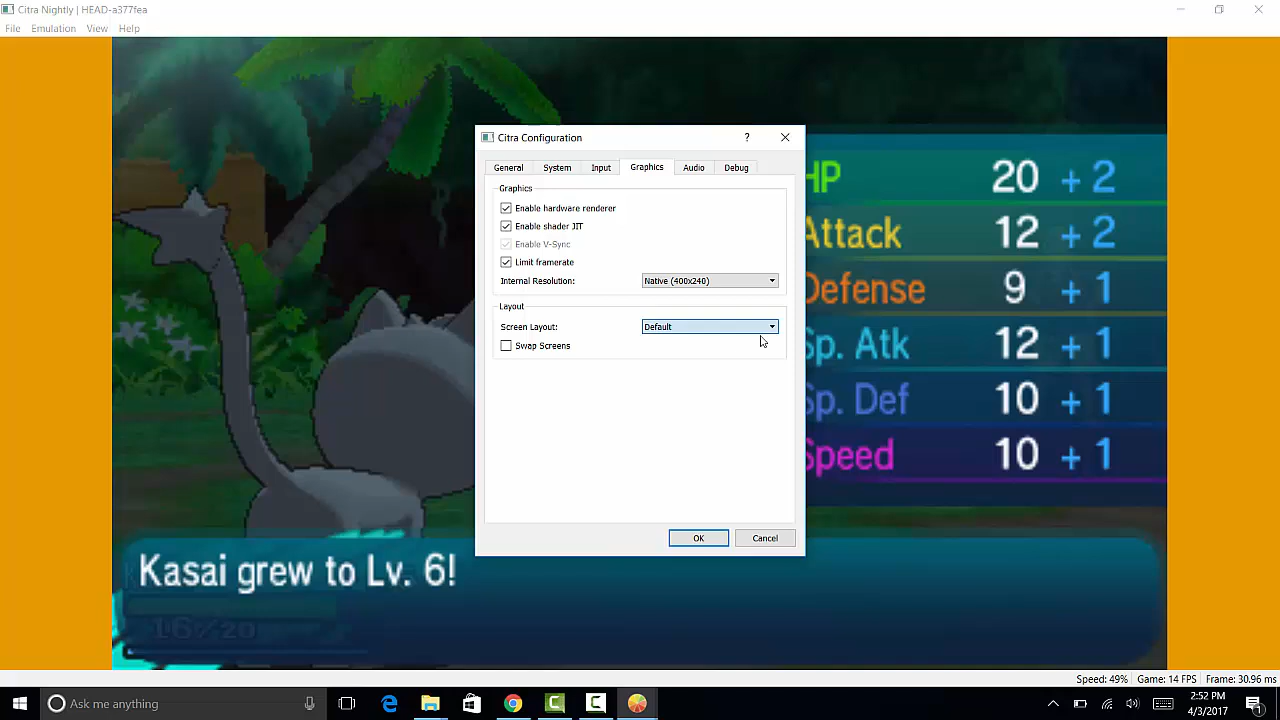 Citra Nightly | HEAD-a377fea
File Emulation View Help
Citra Configuration
?
General System Input Graphics Audio Debug
Graphics
Enable hardware renderer
Enable shader JIT
Enable V-Sync
Limit framerate
Internal Resolution: Native (400x240)
Layout
Screen Layout: Default
Swap Screens
OK Cancel
HP 20 + 2
Attack 12 + 2
Defense 9 + 1
Sp. Atk 12 + 1
Sp. Def 10 + 1
Speed 10 + 1
Kasai grew to Lv. 6!
16/20
Speed: 49% Game: 14 FPS Frame: 30.96 ms
Ask me anything
2:52 PM
4/3/2017
1